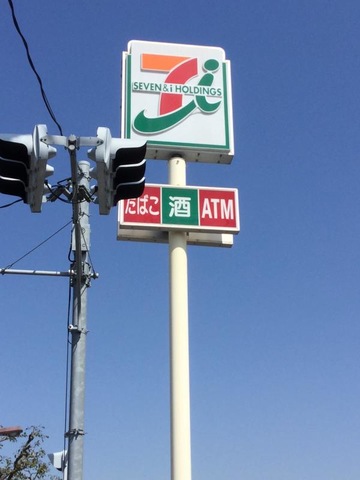 SEVEN & i HOLDINGS
たばこ 酒 ATM